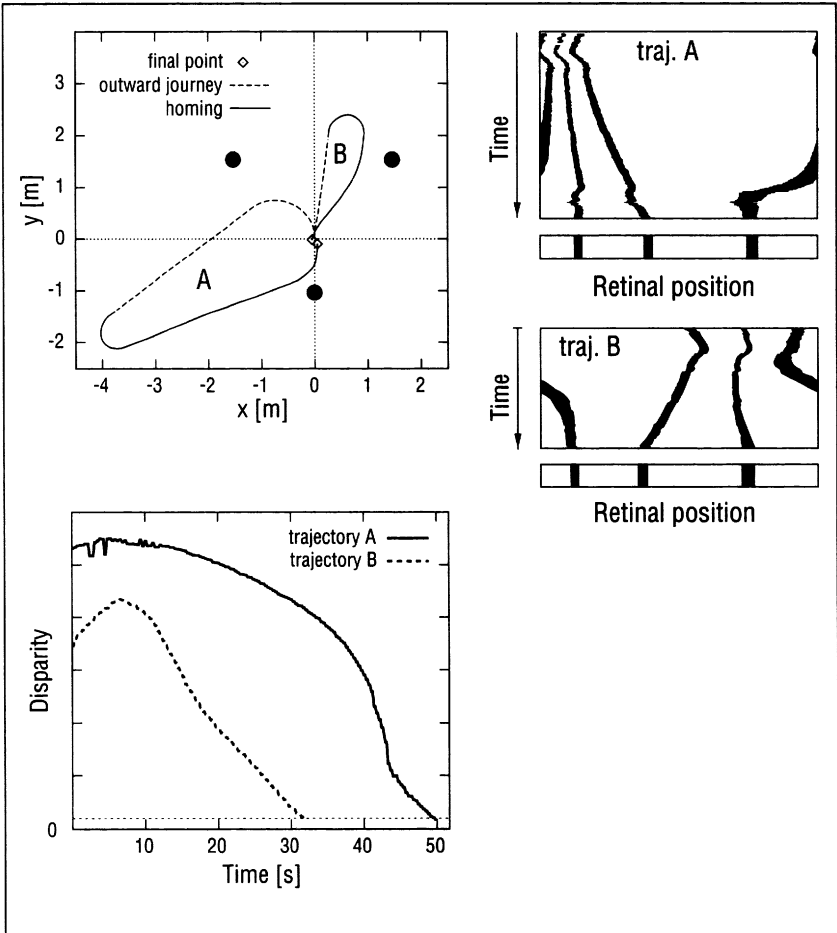 final point
outward journey
homing
3
2
1
0
-1
-2
y [m]
A
B
-4
-3
-2
-1
0
1
2
x [m]
traj. A
Time
Retinal position
traj. B
Time
Retinal position
trajectory A
trajectory B
Disparity
0
10
20
30
40
50
Time [s]